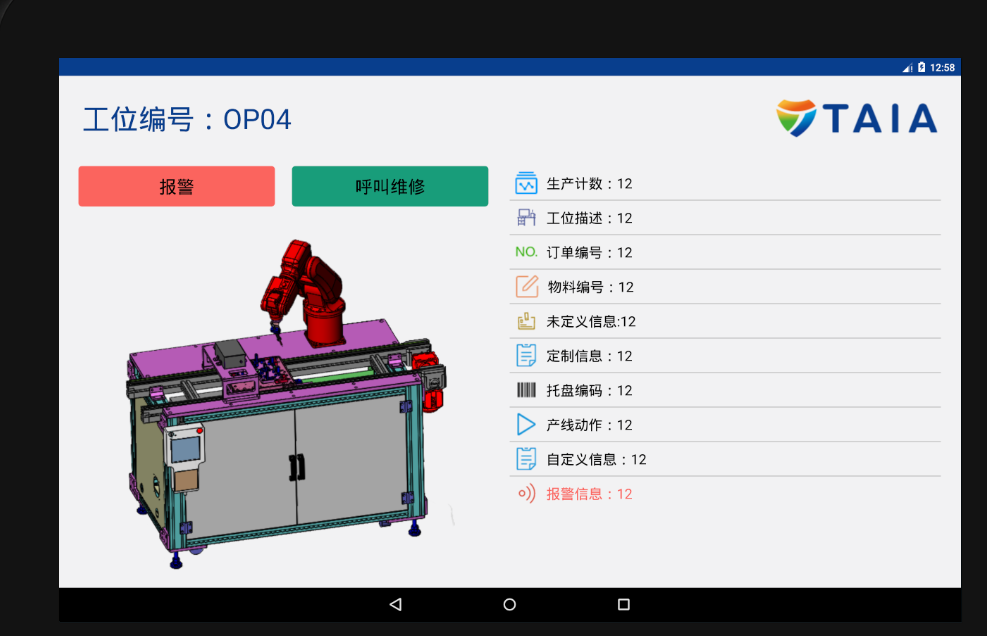 12:58
工位编号：OP04
TAIA
报警
呼叫维修
生产计数：12
工位描述：12
NO. 订单编号：12
物料编号：12
未定义信息:12
定制信息：12
托盘编码：12
产线动作：12
自定义信息：12
报警信息：12